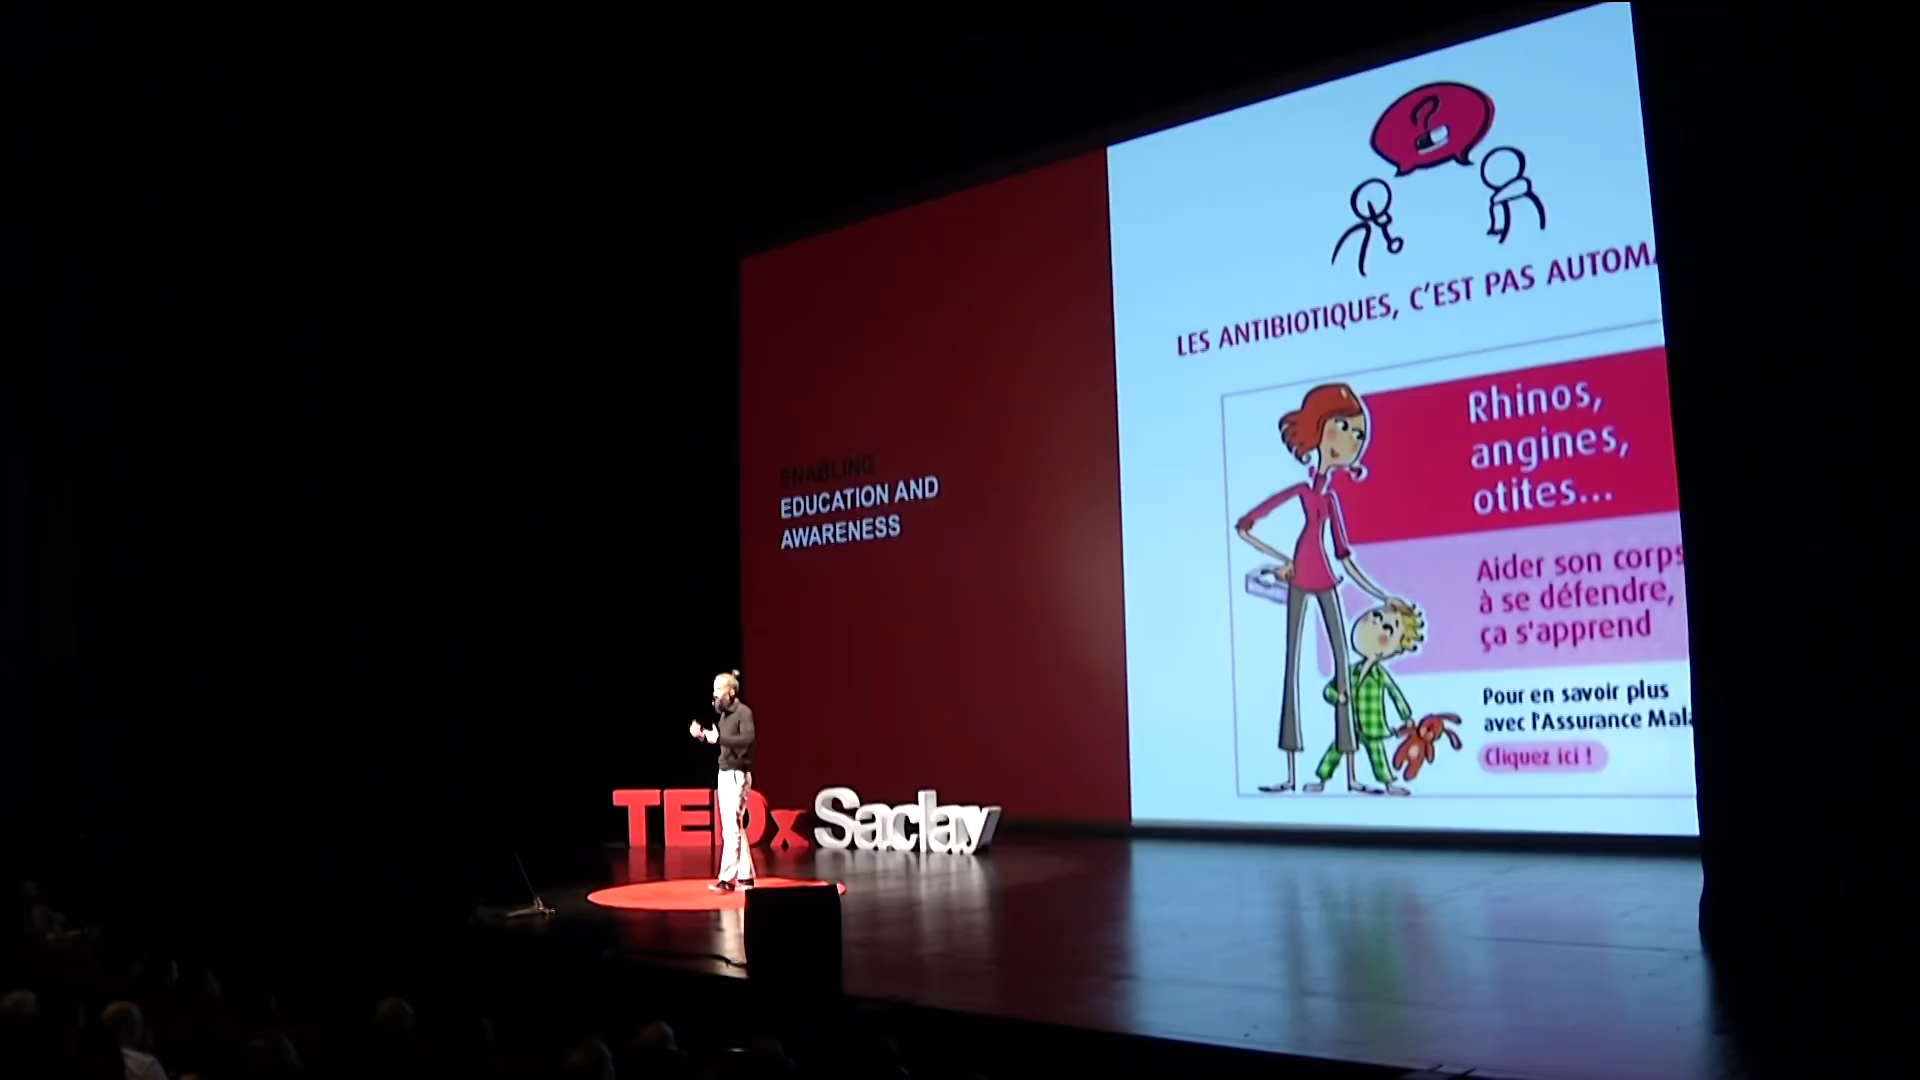 ENABLING
EDUCATION AND
AWARENESS
?
LES ANTIBIOTIQUES, C'EST PAS AUTOMA
Rhinos,
angines,
otites...
Aider son corps
à se défendre,
ça s'apprend
Pour en savoir plus
avec l'Assurance Mala
Cliquez ici !
TEDx Saclay